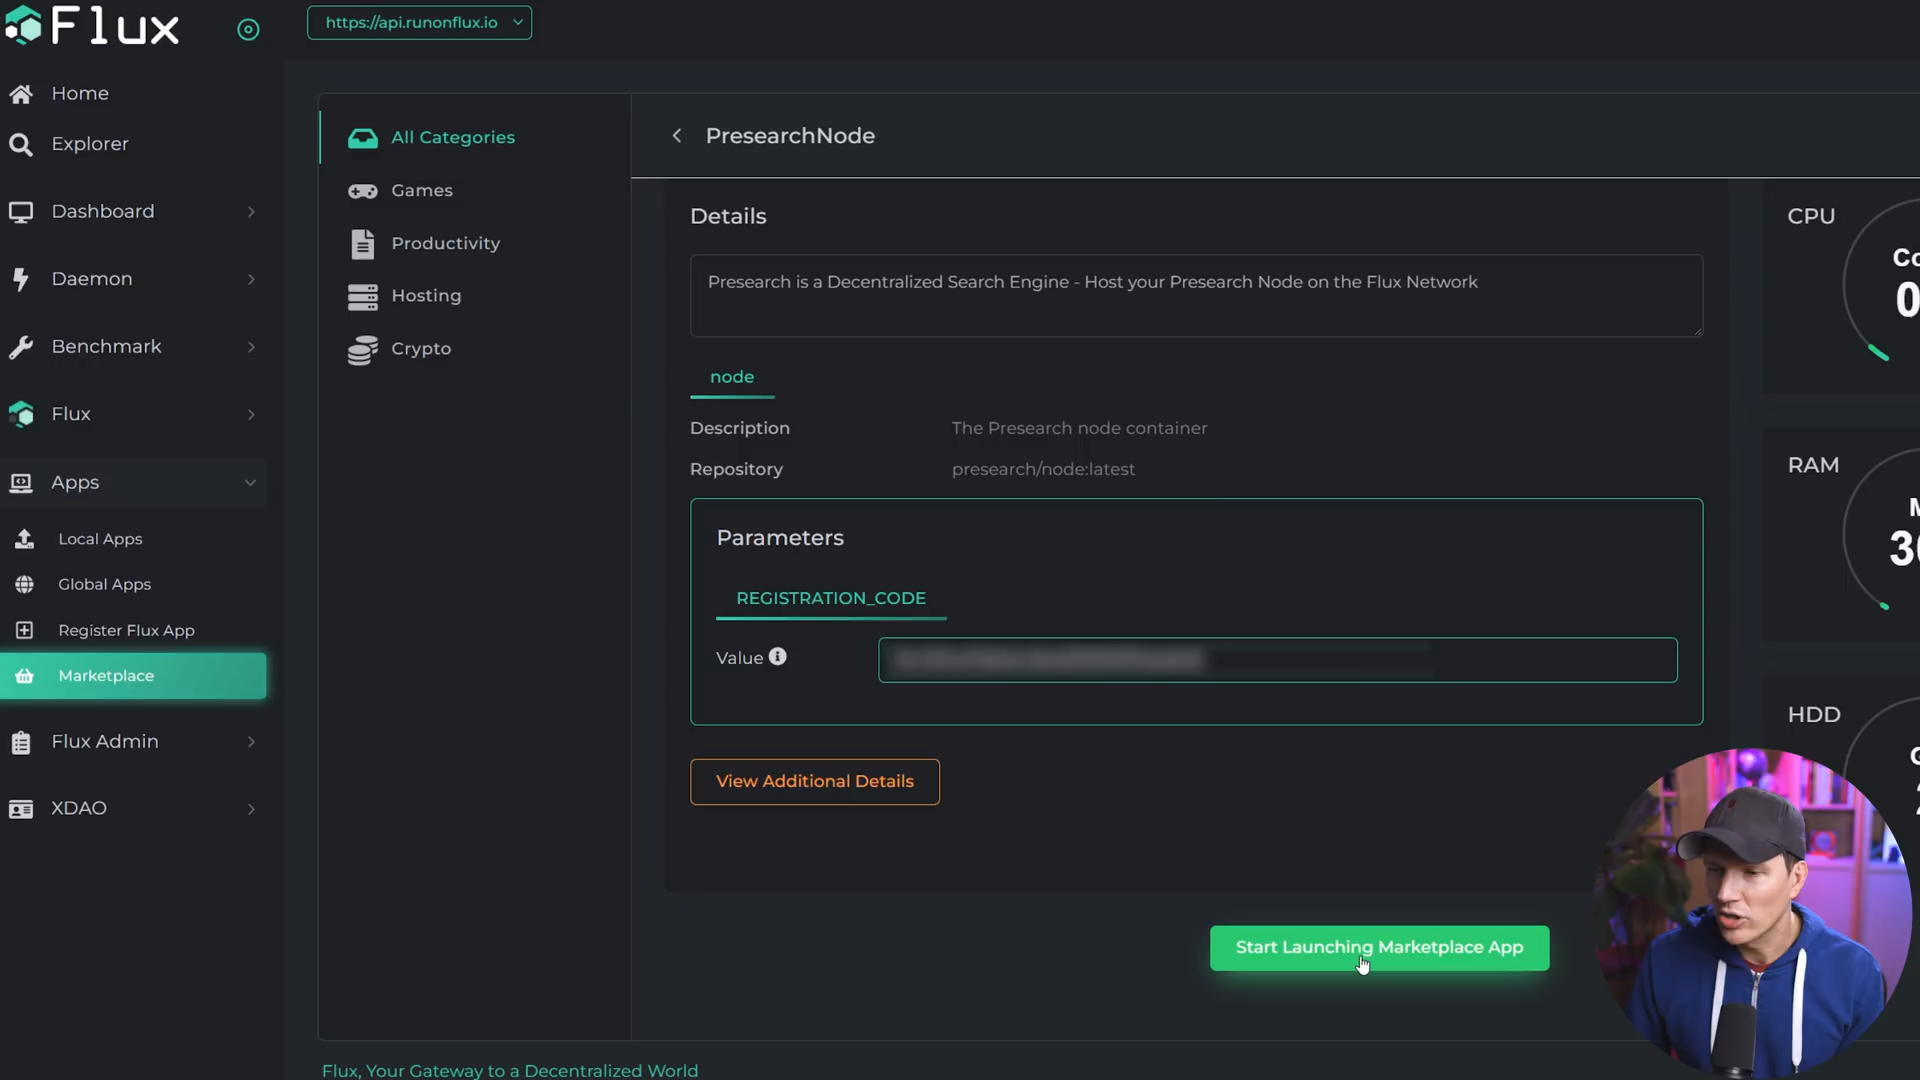 Flux
https://api.runonflux.io
Home
Explorer
Dashboard
Daemon
Benchmark
Flux
Apps
Local Apps
Global Apps
Register Flux App
Marketplace
Flux Admin
XDAO
All Categories
Games
Productivity
Hosting
Crypto
PresearchNode
Details
Presearch is a Decentralized Search Engine - Host your Presearch Node on the Flux Network
node
Description The Presearch node container
Repository presearch/node:latest
Parameters
REGISTRATION_CODE
Value
View Additional Details
Start Launching Marketplace App
CPU
RAM
HDD
Flux, Your Gateway to a Decentralized World